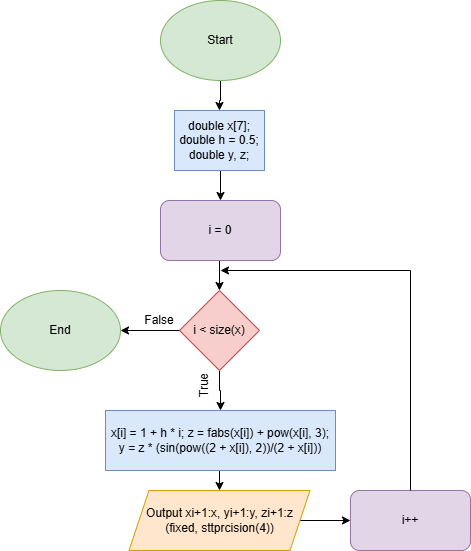 Start
double x[7];
double h = 0.5;
double y, z;
i = 0
i < size(x)
False
End
True
x[i] = 1 + h * i; z = fabs(x[i]) + pow(x[i], 3);
y = z * (sin(pow((2 + x[i]), 2))/(2 + x[i]))
Output xi+1:x, yi+1:y, zi+1:z
(fixed, sttprcision(4))
i++